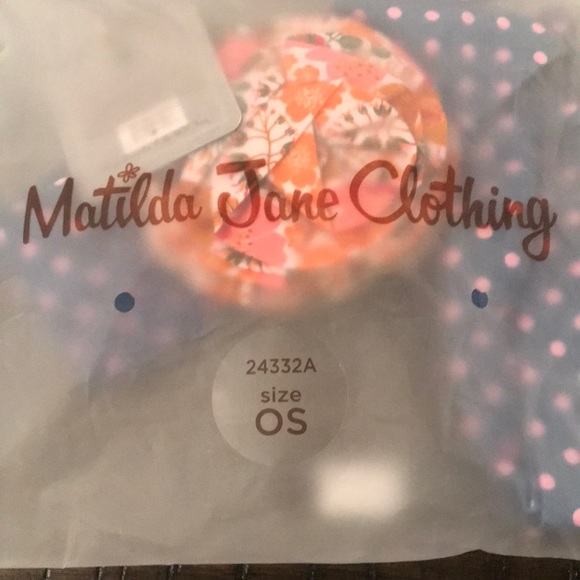 Matilda Jane Clothing
24332A
size
OS